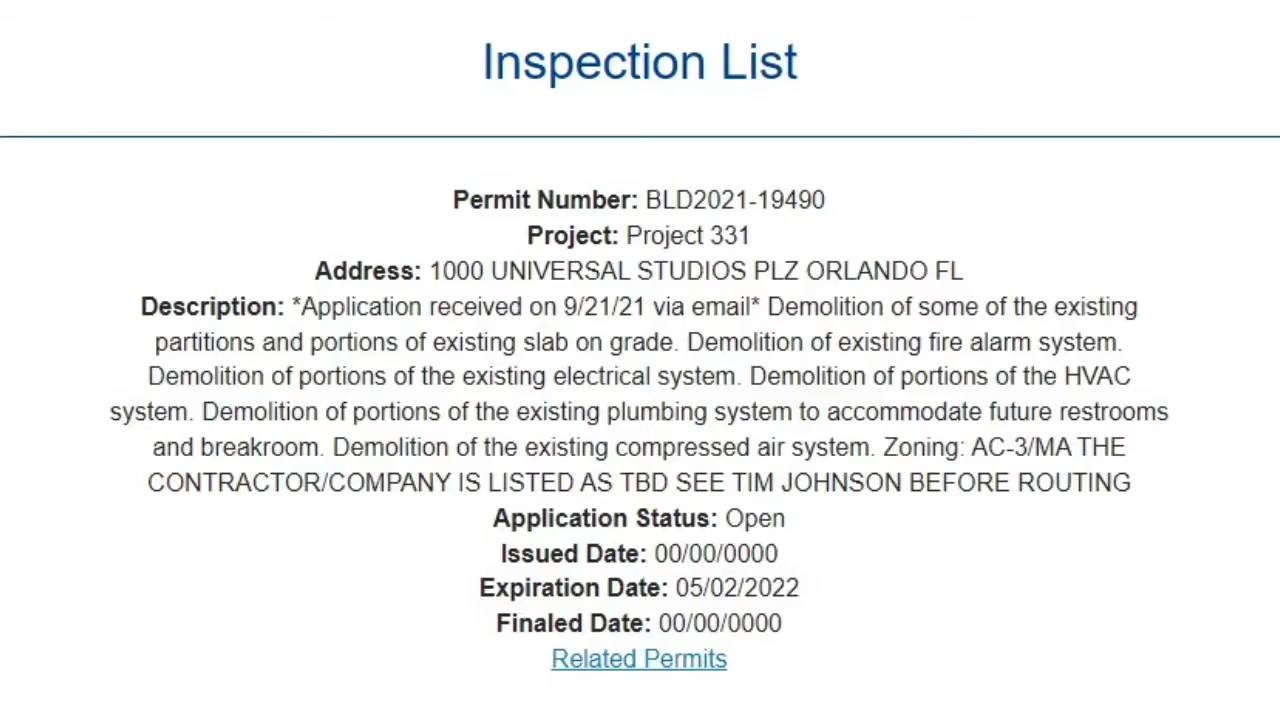 Inspection List
Permit Number: BLD2021-19490
Project: Project 331
Address: 1000 UNIVERSAL STUDIOS PLZ ORLANDO FL
Description: *Application received on 9/21/21 via email* Demolition of some of the existing
partitions and portions of existing slab on grade. Demolition of existing fire alarm system.
Demolition of portions of the existing electrical system. Demolition of portions of the HVAC
system. Demolition of portions of the existing plumbing system to accommodate future restrooms
and breakroom. Demolition of the existing compressed air system. Zoning: AC-3/MA THE
CONTRACTOR/COMPANY IS LISTED AS TBD SEE TIM JOHNSON BEFORE ROUTING
Application Status: Open
Issued Date: 00/00/0000
Expiration Date: 05/02/2022
Finaled Date: 00/00/0000
Related Permits